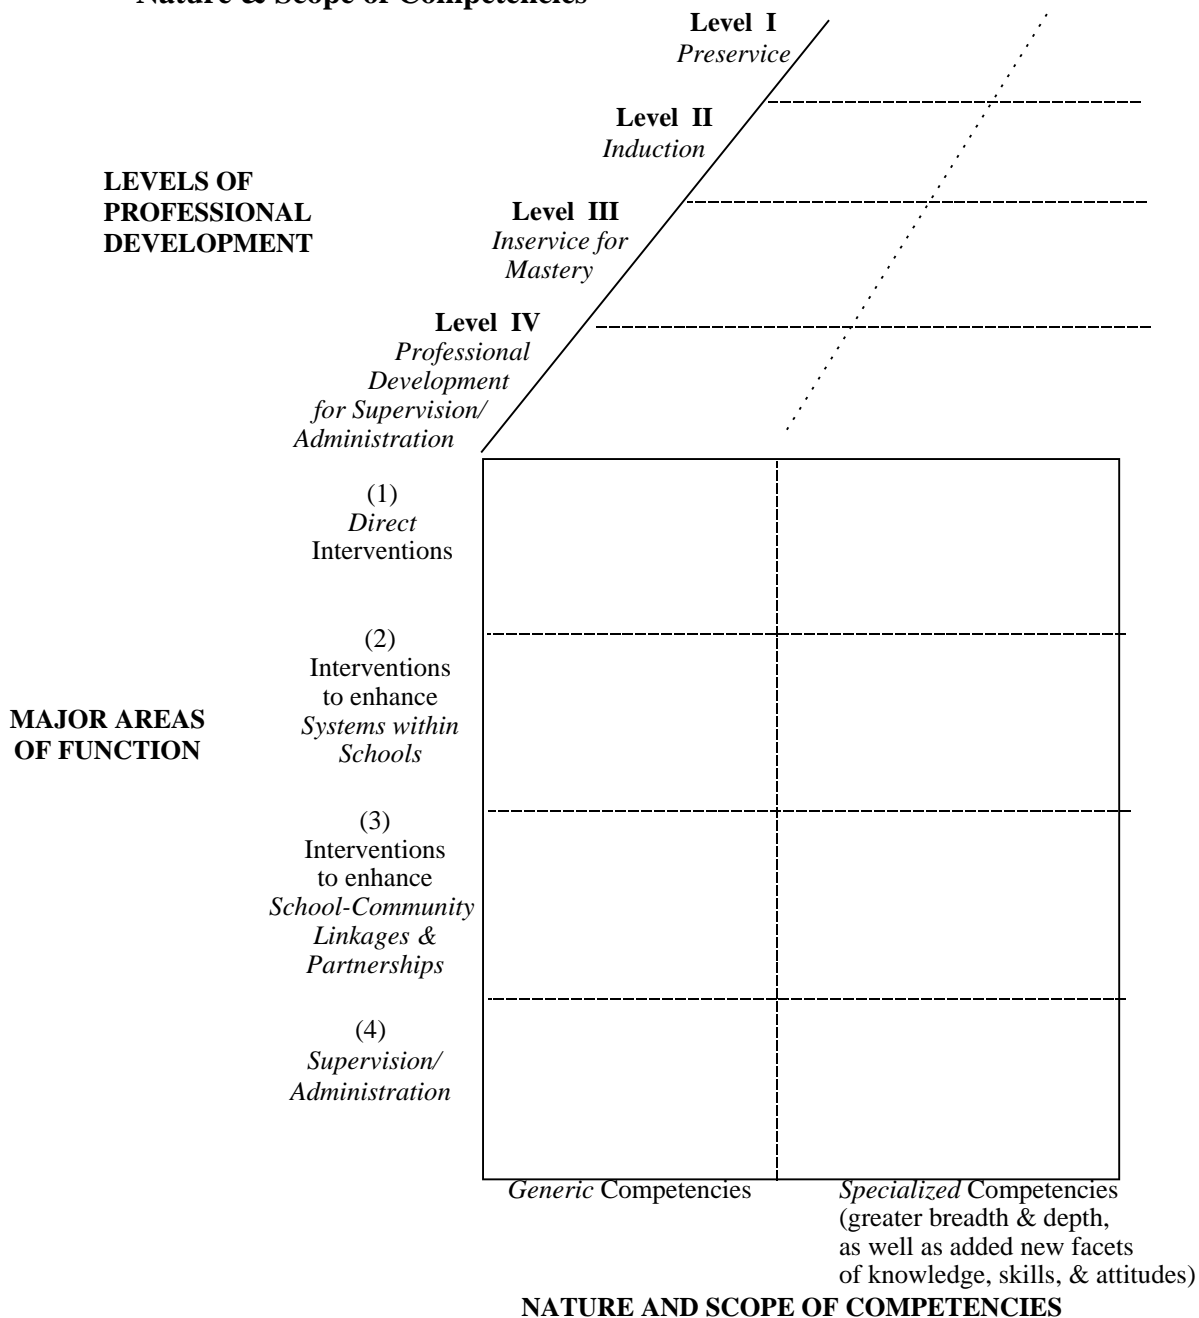 Nature & Scope of Competencies
Level I
Preservice
Level II
Induction
LEVELS OF
PROFESSIONAL
DEVELOPMENT
Level III
Inservice for
Mastery
Level IV
Professional
Development
for Supervision/
Administration
(1)
Direct
Interventions
(2)
Interventions
to enhance
Systems within
Schools
MAJOR AREAS
OF FUNCTION
(3)
Interventions
to enhance
School-Community
Linkages &
Partnerships
(4)
Supervision/
Administration
Generic Competencies
Specialized Competencies
(greater breadth & depth,
as well as added new facets
of knowledge, skills, & attitudes)
NATURE AND SCOPE OF COMPETENCIES